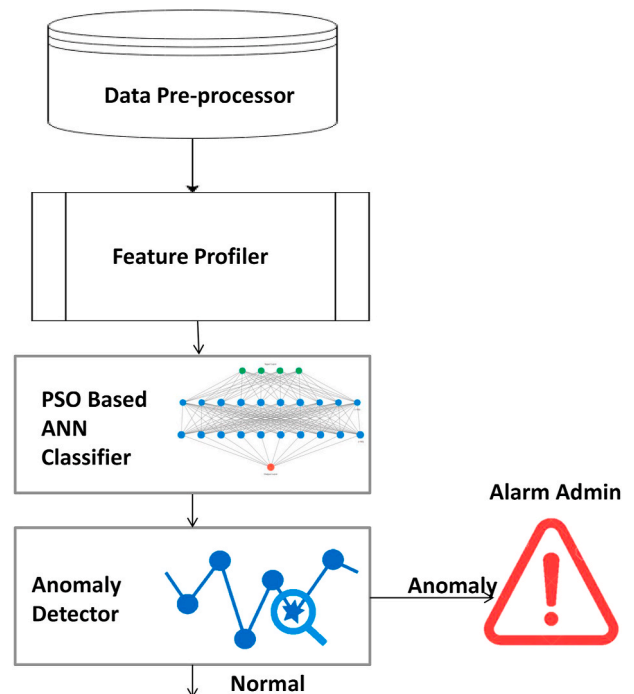 Data Pre-processor
Feature Profiler
PSO Based
ANN
Classifier
Alarm Admin
Anomaly
Detector
Anomaly
Normal